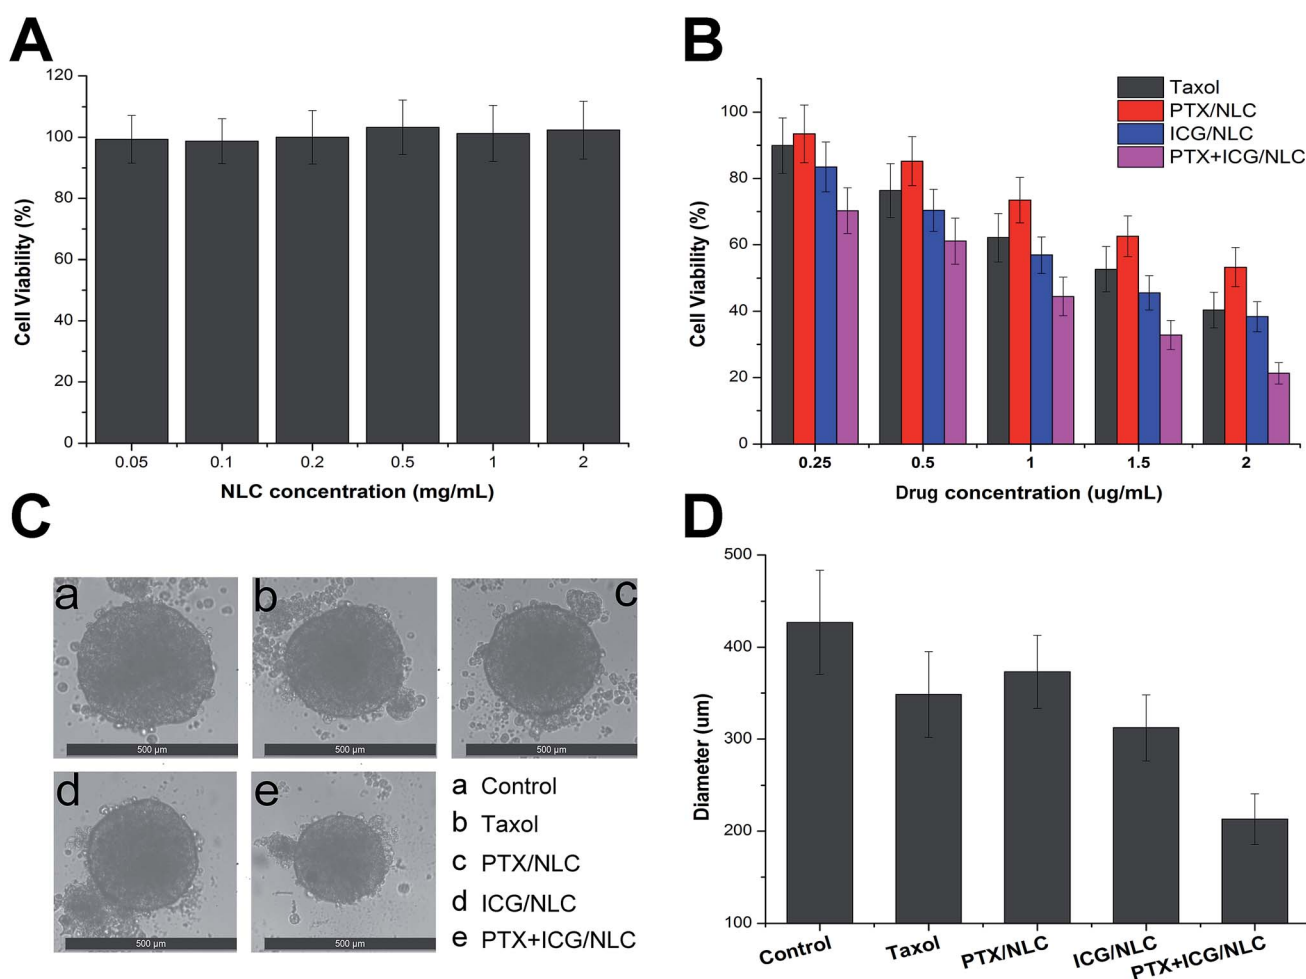 A
120
100
80
60
40
20
0
Cell Viability (%)
0.05 0.1 0.2 0.5 1 2
NLC concentration (mg/mL)
B
Taxol
PTX/NLC
ICG/NLC
PTX+ICG/NLC
100
80
60
40
20
0
Cell Viability (%)
0.25 0.5 1 1.5 2
Drug concentration (ug/mL)
C
a
500 µm
b
500 µm
c
500 µm
d
500 µm
e
500 µm
a Control
b Taxol
c PTX/NLC
d ICG/NLC
e PTX+ICG/NLC
D
500
400
300
200
100
Diameter (um)
Control Taxol PTX/NLC ICG/NLC PTX+ICG/NLC